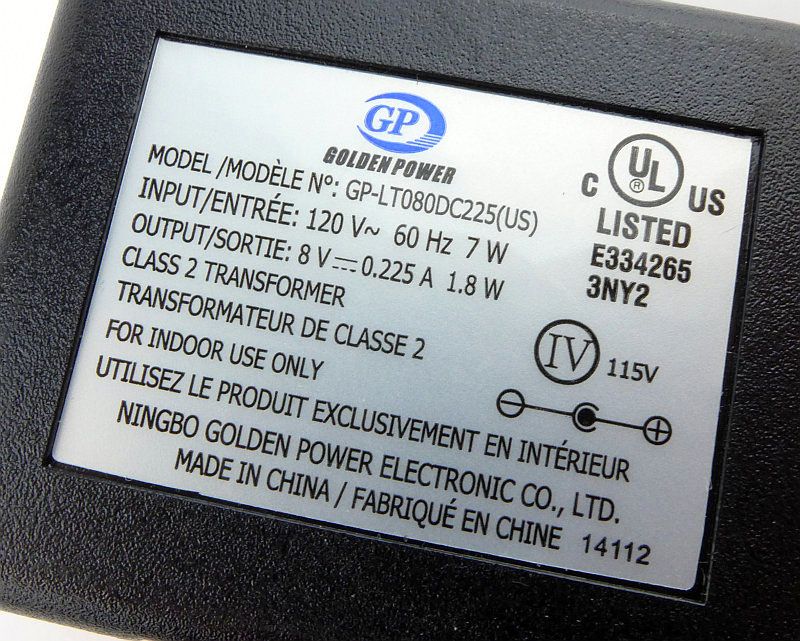 GP
GOLDEN POWER
MODEL /MODÈLE N°: GP-LT080DC225(US)
INPUT/ENTRÉE: 120 V~ 60 Hz 7 W
OUTPUT/SORTIE: 8 V⎓0.225 A 1.8 W
CLASS 2 TRANSFORMER
TRANSFORMATEUR DE CLASSE 2
FOR INDOOR USE ONLY
UTILISEZ LE PRODUIT EXCLUSIVEMENT EN INTÉRIEUR
NINGBO GOLDEN POWER ELECTRONIC CO., LTD.
MADE IN CHINA / FABRIQUÉ EN CHINE 14112
C UL ® US
LISTED
E334265
3NY2
IV 115V